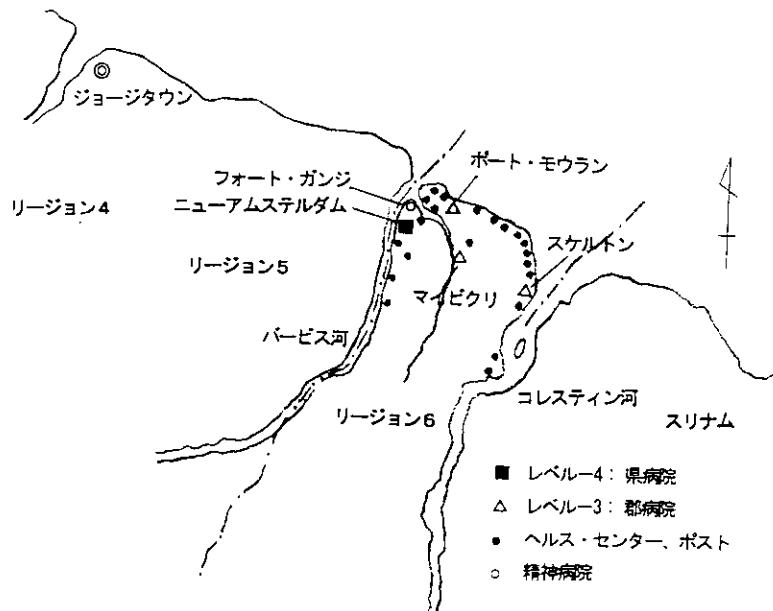 ジョージタウン
フォート・ガンジ
ポート・モウラン
リージョン4
ニューアムステルダム
スケルトン
リージョン5
マイビクリ
バービス河
コレスティン河
リージョン6
スリナム
■ レベルー4：県病院
△ レベルー3：郡病院
● ヘルス・センター、ポスト
○ 精神病院